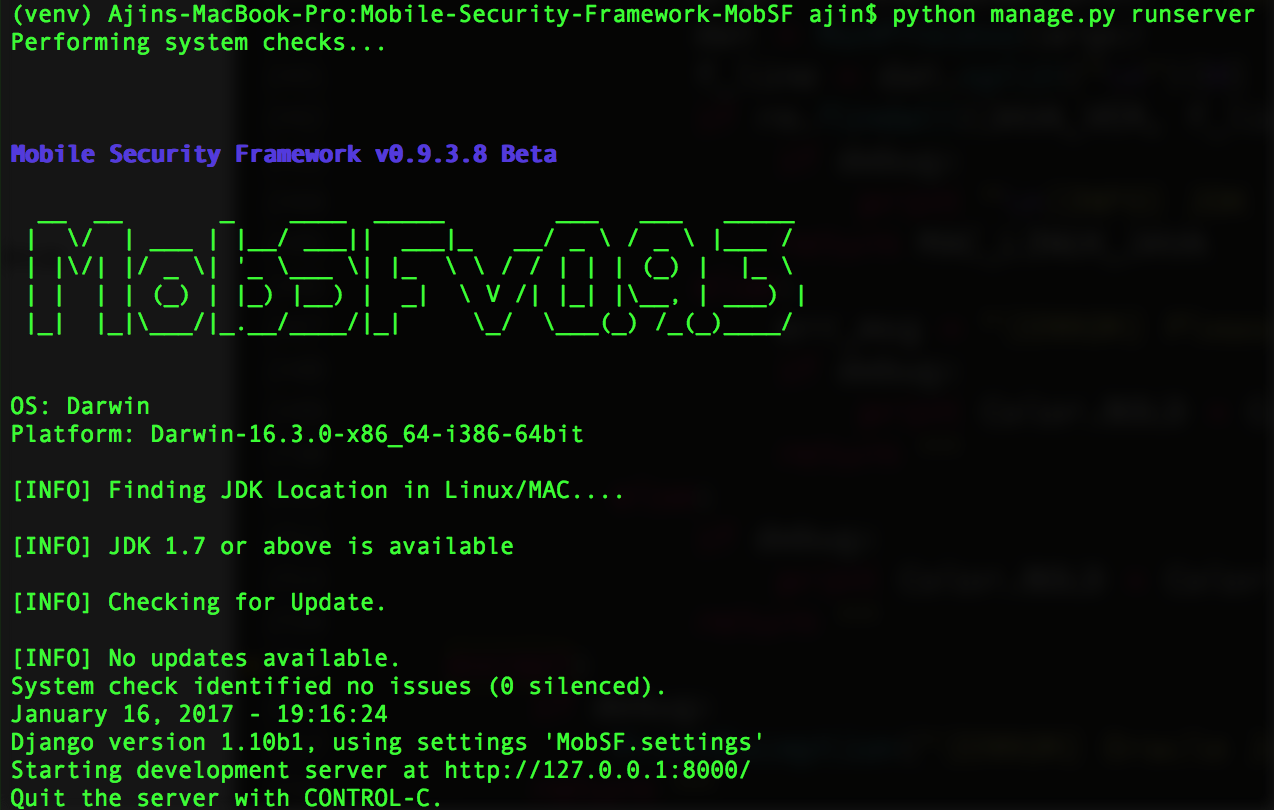 (venv) Ajins-MacBook-Pro:Mobile-Security-Framework-MobSF ajin$ python manage.py runserver
Performing system checks...
Mobile Security Framework v0.9.3.8 Beta
MobSF v0.9.3
OS: Darwin
Platform: Darwin-16.3.0-x86_64-i386-64bit
[INFO] Finding JDK Location in Linux/MAC....
[INFO] JDK 1.7 or above is available
[INFO] Checking for Update.
[INFO] No updates available.
System check identified no issues (0 silenced).
January 16, 2017 - 19:16:24
Django version 1.10b1, using settings 'MobSF.settings'
Starting development server at http://127.0.0.1:8000/
Quit the server with CONTROL-C.